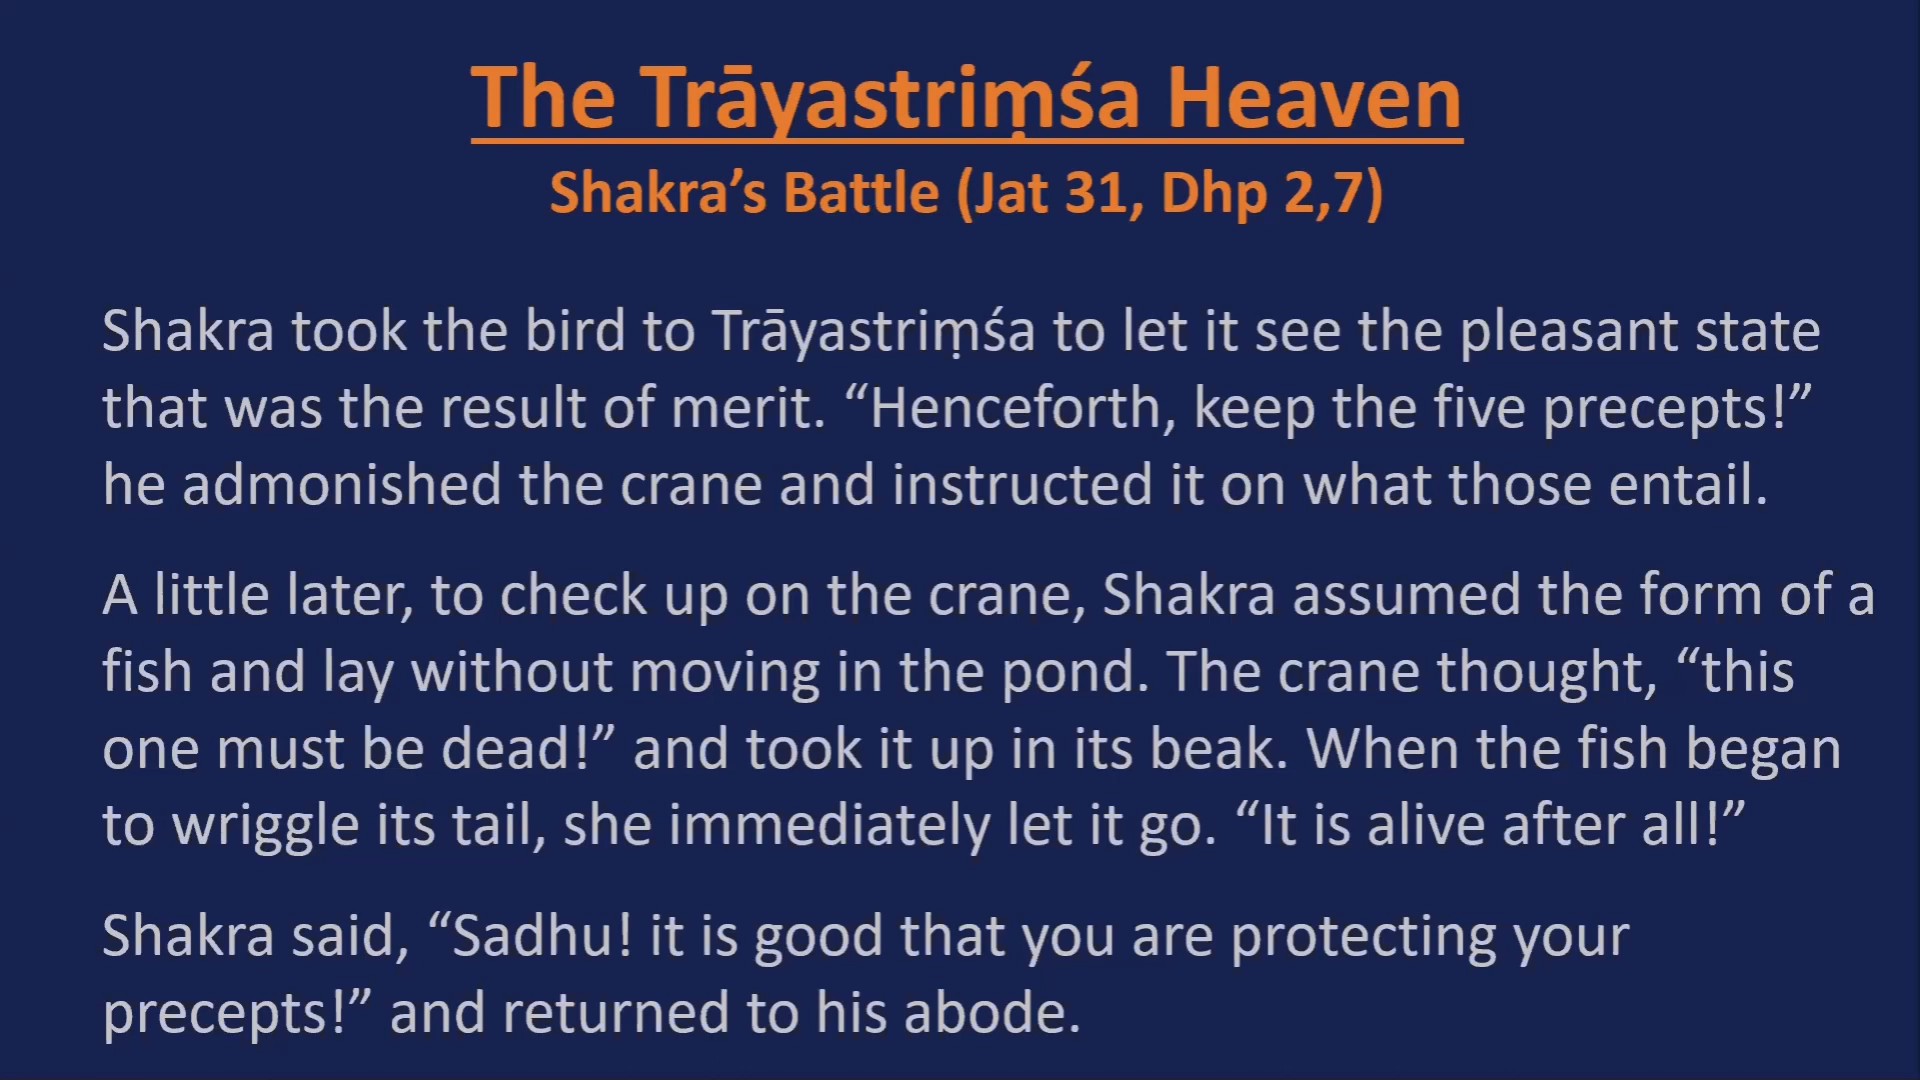 The Trāyastriṃśa Heaven
Shakra’s Battle (Jat 31, Dhp 2,7)
Shakra took the bird to Trāyastriṃśa to let it see the pleasant state
that was the result of merit. “Henceforth, keep the five precepts!”
he admonished the crane and instructed it on what those entail.
A little later, to check up on the crane, Shakra assumed the form of a
fish and lay without moving in the pond. The crane thought, “this
one must be dead!” and took it up in its beak. When the fish began
to wriggle its tail, she immediately let it go. “It is alive after all!”
Shakra said, “Sadhu! it is good that you are protecting your
precepts!” and returned to his abode.